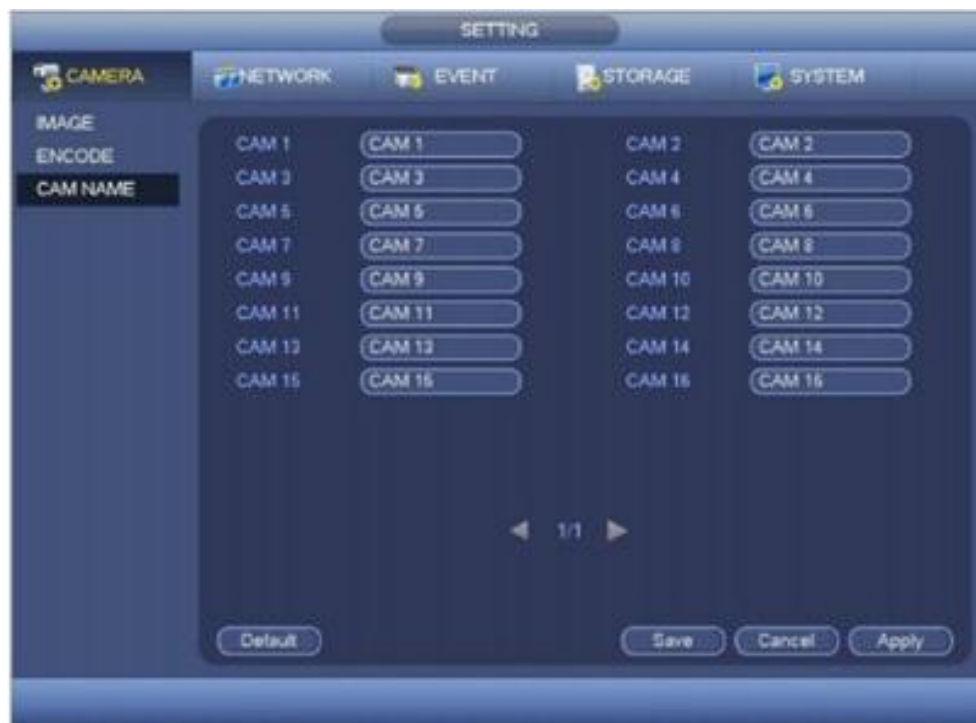 SETTING
CAMERA NETWORK EVENT STORAGE SYSTEM
IMAGE
ENCODE
CAM NAME
CAM 1 CAM 1 CAM 2 CAM 2
CAM 3 CAM 3 CAM 4 CAM 4
CAM 5 CAM 5 CAM 6 CAM 6
CAM 7 CAM 7 CAM 8 CAM 8
CAM 9 CAM 9 CAM 10 CAM 10
CAM 11 CAM 11 CAM 12 CAM 12
CAM 13 CAM 13 CAM 14 CAM 14
CAM 15 CAM 15 CAM 16 CAM 16
1/1
Default Save Cancel Apply